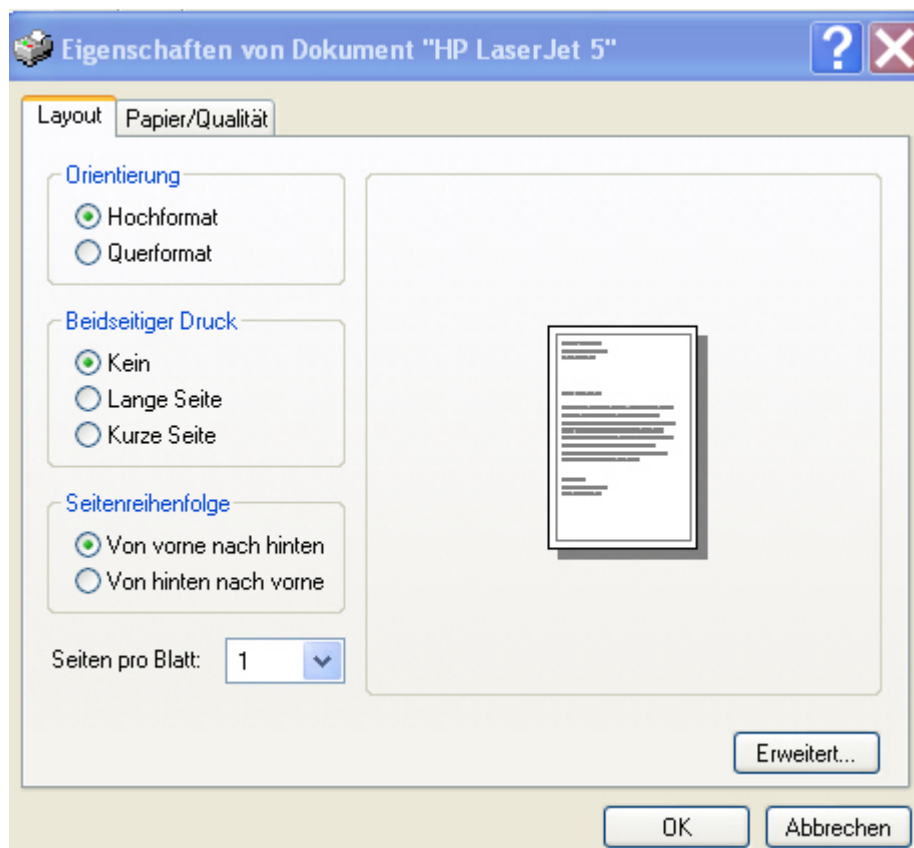 Eigenschaften von Dokument "HP LaserJet 5"
Layout
Papier/Qualität
Orientierung
Hochformat
Querformat
Beidseitiger Druck
Kein
Lange Seite
Kurze Seite
Seitenreihenfolge
Von vorne nach hinten
Von hinten nach vorne
Seiten pro Blatt: 1
Erweitert...
OK
Abbrechen